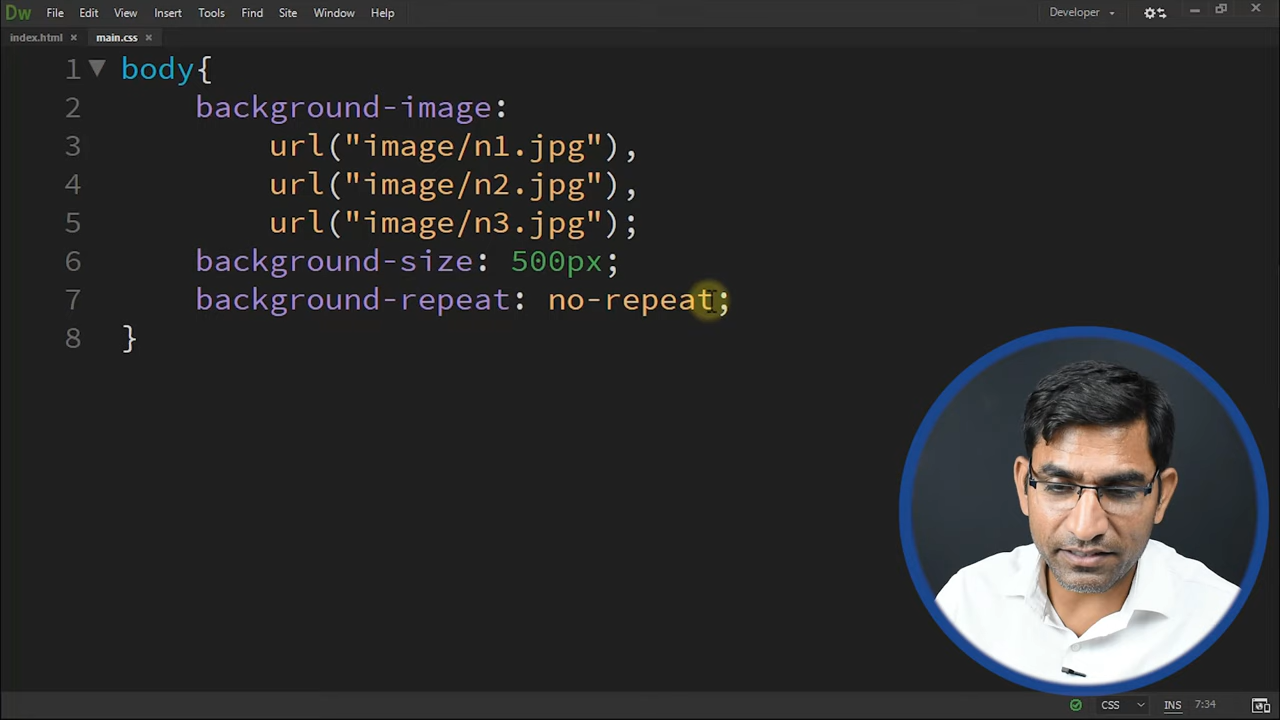 Dw File Edit View Insert Tools Find Site Window Help Developer
index.html × main.css ×
1 body{
2 background-image:
3 url("image/n1.jpg"),
4 url("image/n2.jpg"),
5 url("image/n3.jpg");
6 background-size: 500px;
7 background-repeat: no-repeat;
8 }
CSS INS 7:34